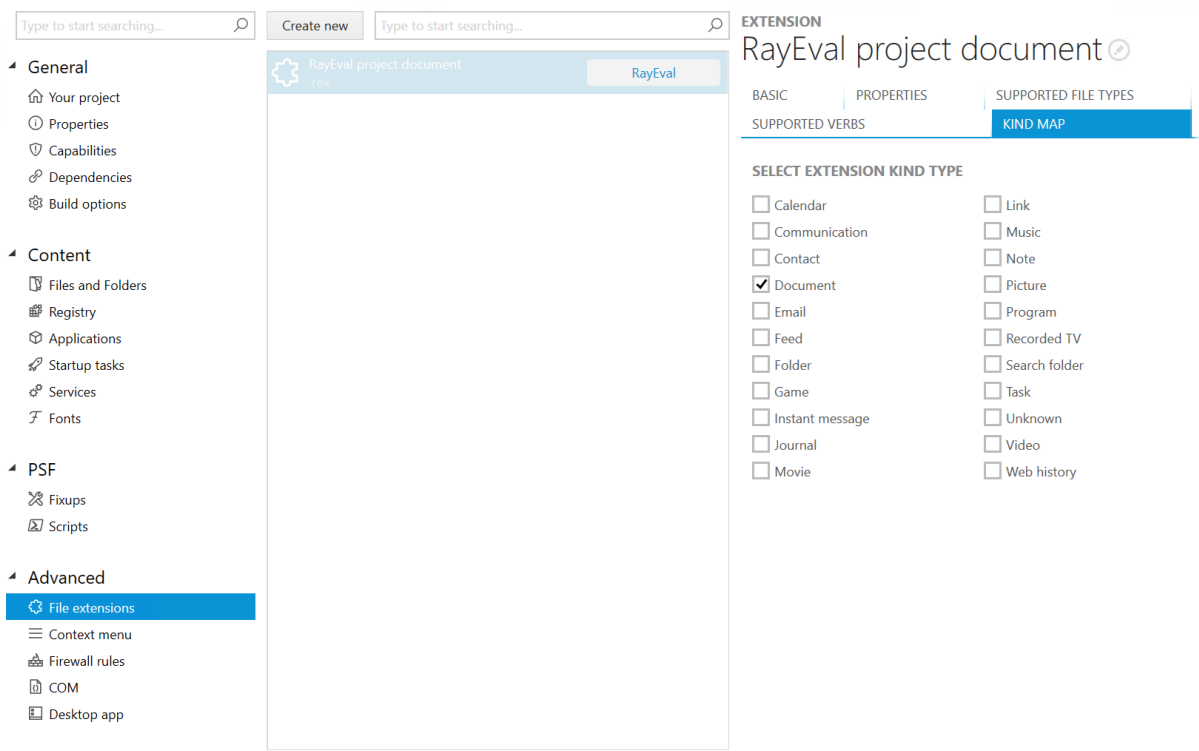 Type to start searching...
General
Your project
Properties
Capabilities
Dependencies
Build options
Content
Files and Folders
Registry
Applications
Startup tasks
Services
Fonts
PSF
Fixups
Scripts
Advanced
File extensions
Context menu
Firewall rules
COM
Desktop app
Create new
Type to start searching...
RayEval project document
.rex
RayEval
EXTENSION
RayEval project document
BASIC
PROPERTIES
SUPPORTED FILE TYPES
SUPPORTED VERBS
KIND MAP
SELECT EXTENSION KIND TYPE
Calendar
Communication
Contact
Document
Email
Feed
Folder
Game
Instant message
Journal
Movie
Link
Music
Note
Picture
Program
Recorded TV
Search folder
Task
Unknown
Video
Web history